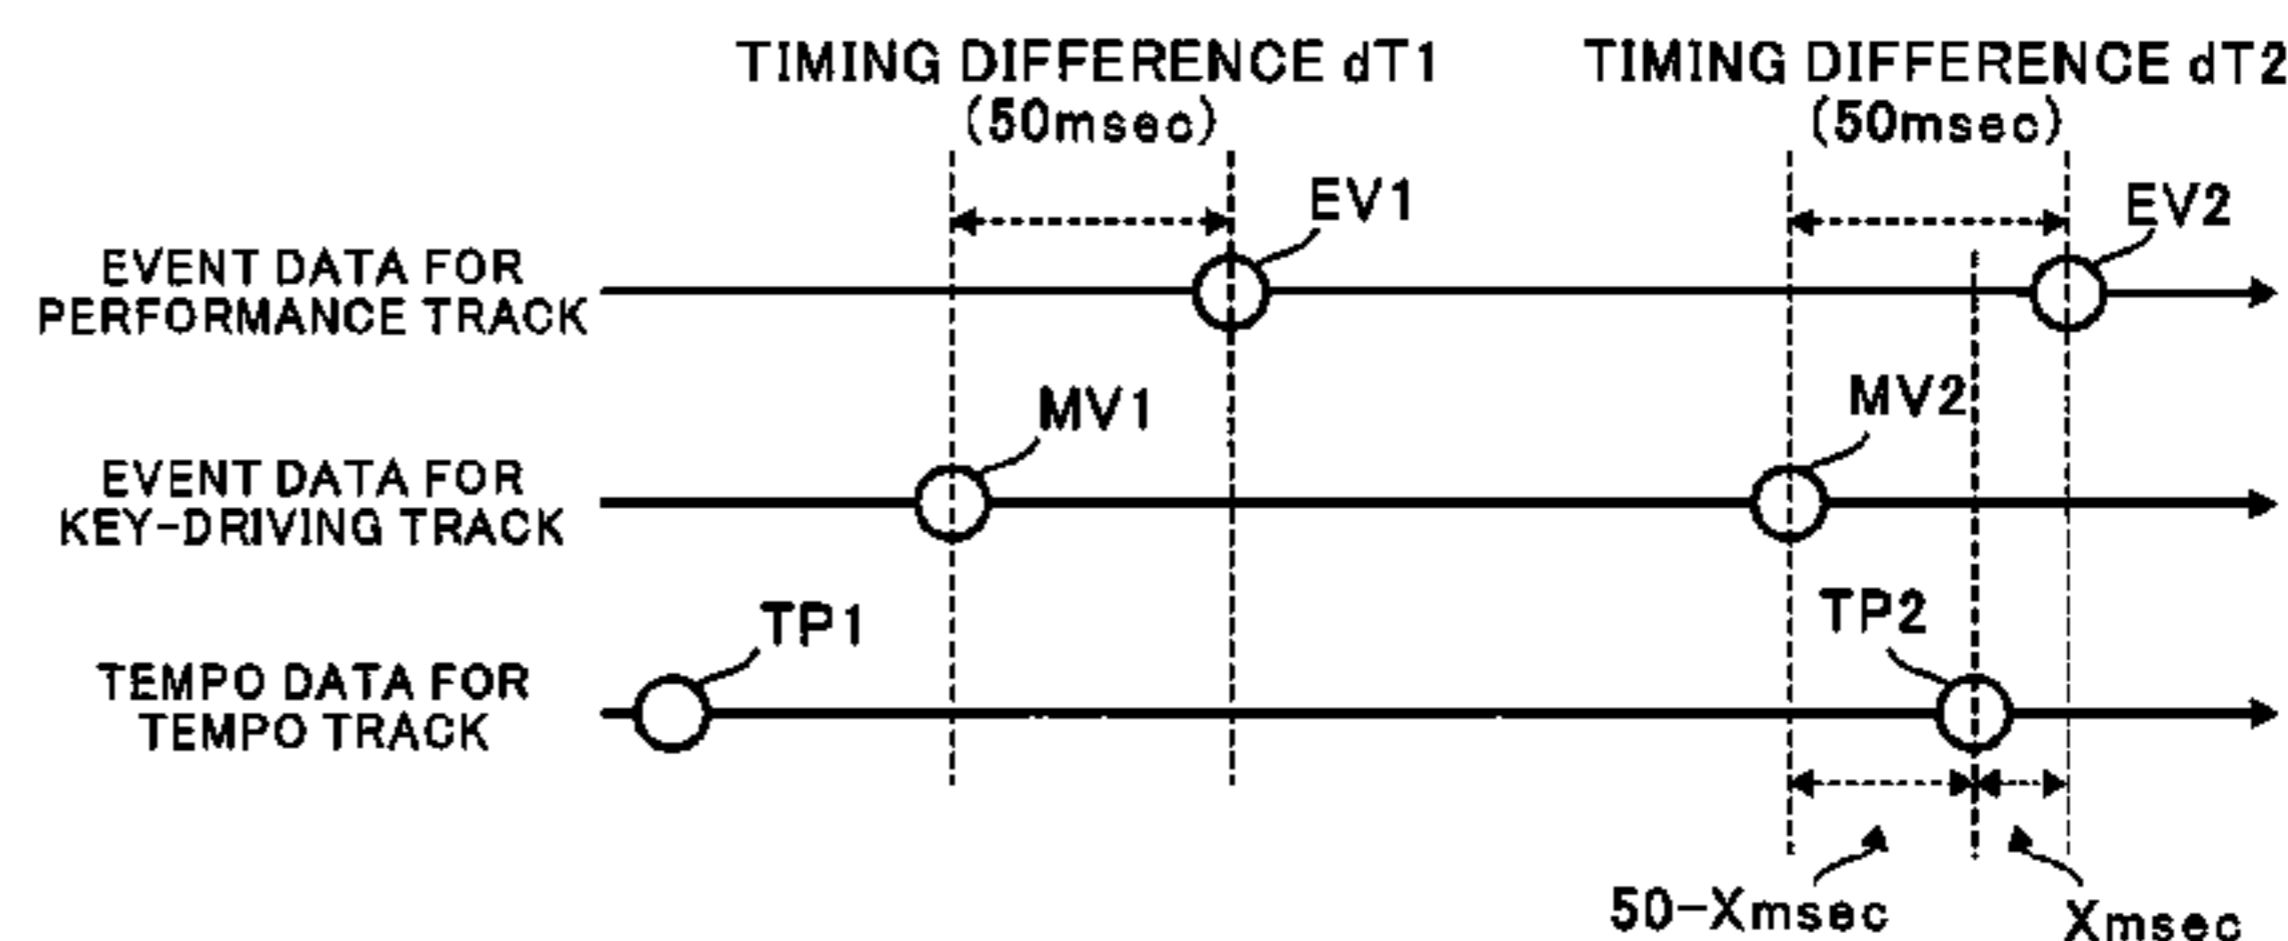 TIMING DIFFERENCE dT1
(50msec)
TIMING DIFFERENCE dT2
(50msec)
EV1
EV2
EVENT DATA FOR
PERFORMANCE TRACK
MV1
MV2
EVENT DATA FOR
KEY-DRIVING TRACK
TP1
TP2
TEMPO DATA FOR
TEMPO TRACK
50-Xmsec
Xmsec